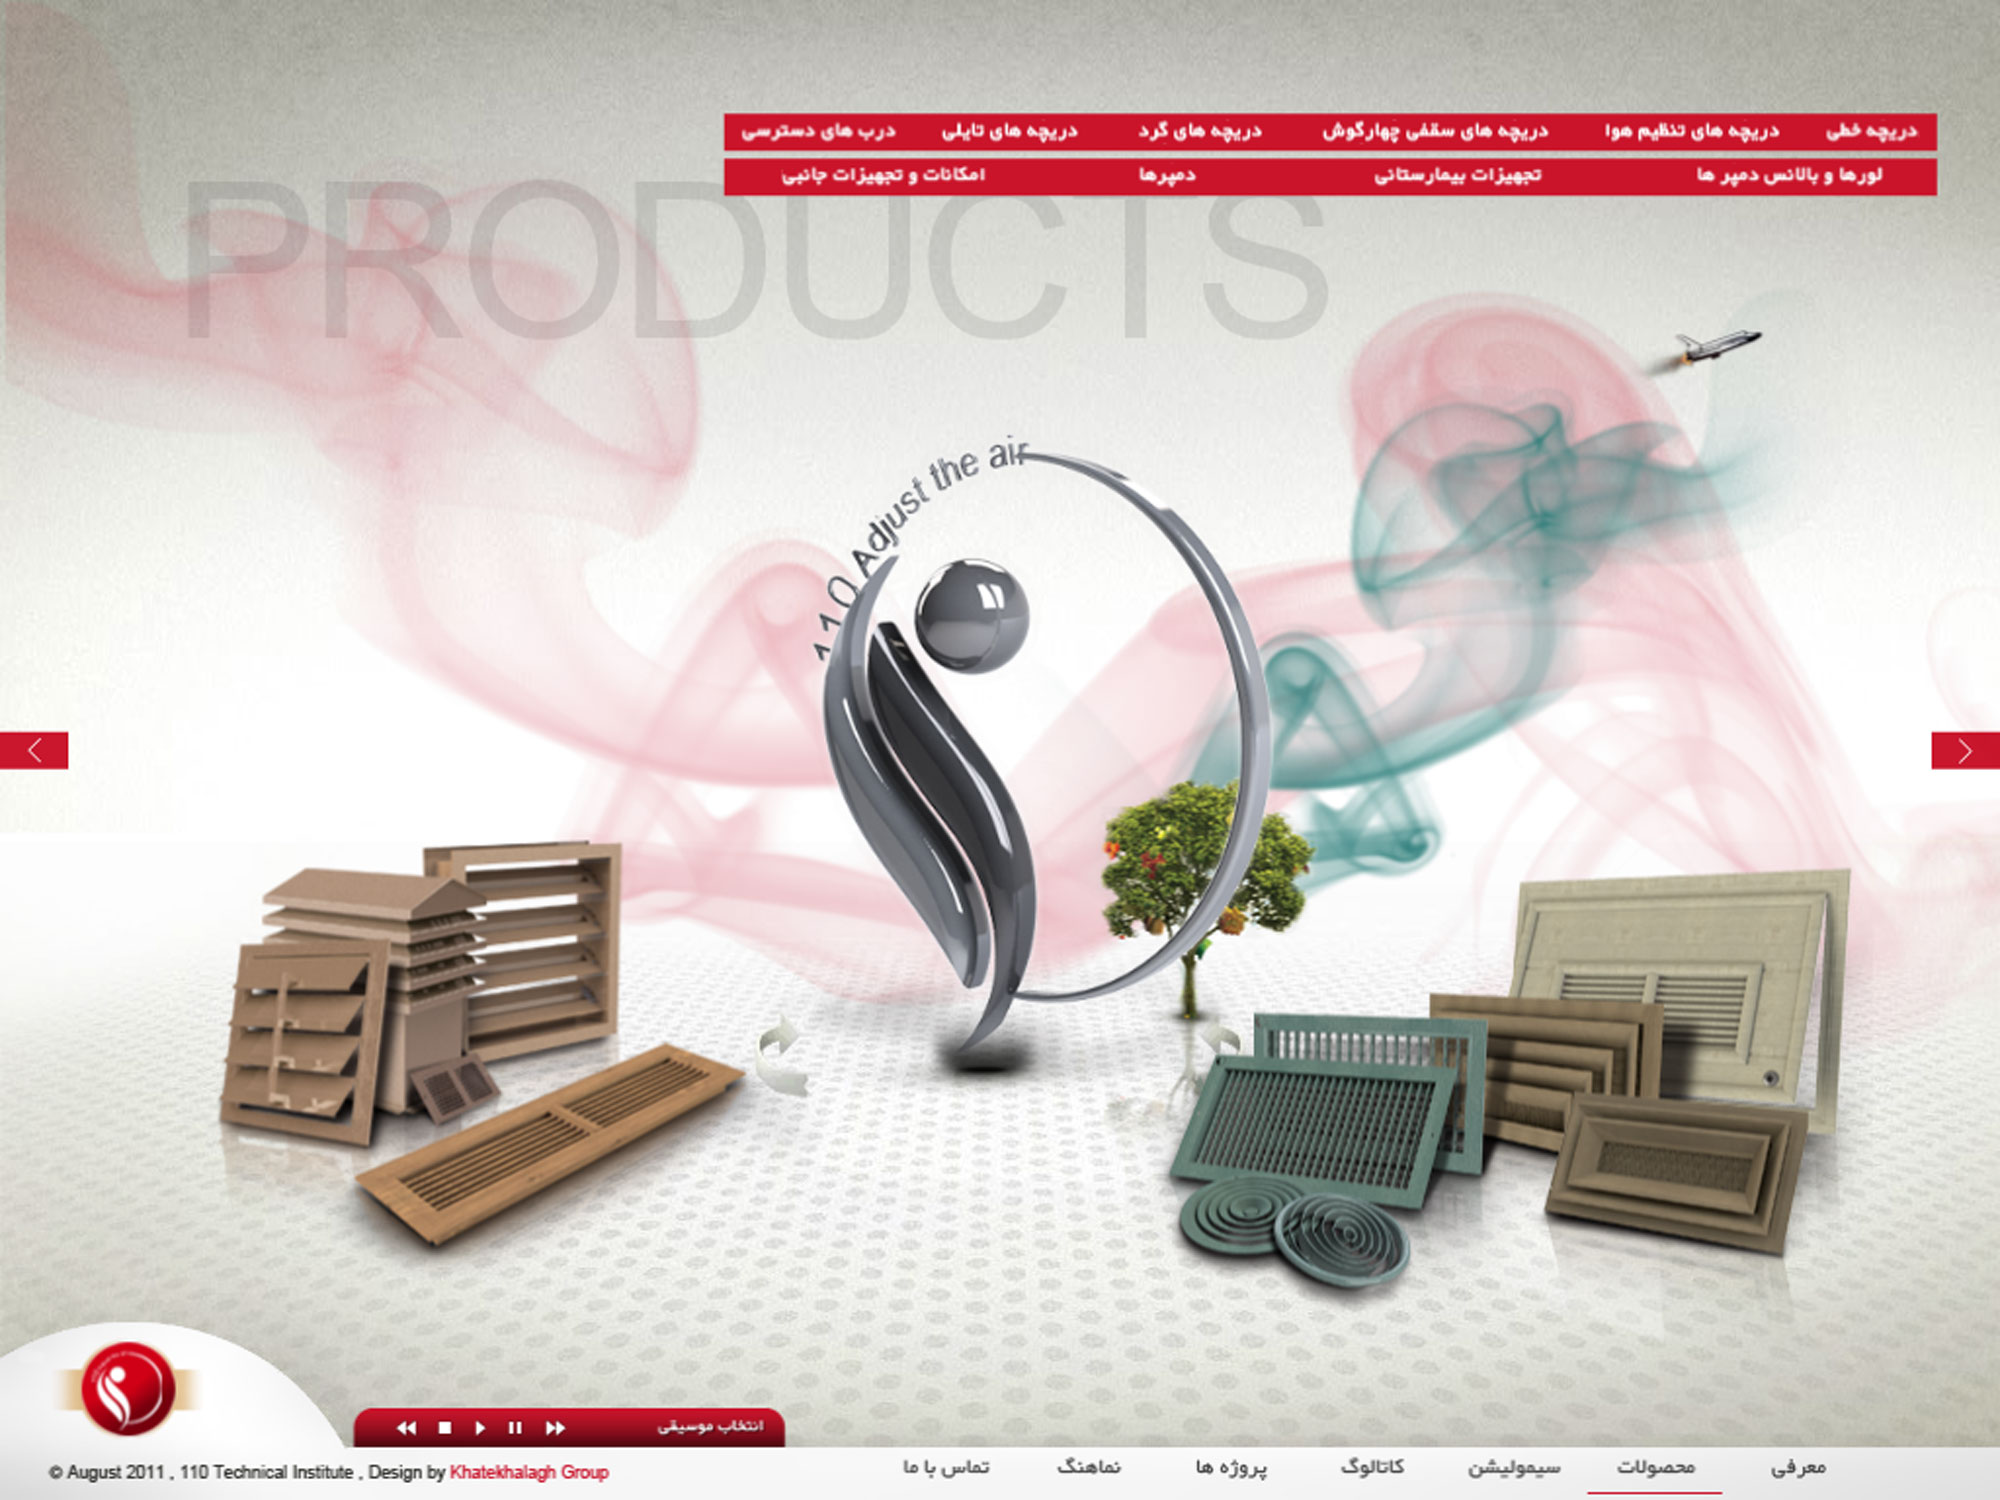 دریچه خطی دریچه های تنظیم هوا دریچه های سقفی چهارگوش دریچه های گرد دریچه های تایلی درب های دسترسی
لورها و بالانس دمپر ها تجهیزات بیمارستانی دمپرها امکانات و تجهیزات جانبی
PRODUCTS
110 Adjust the air
انتخاب موسیقی
معرفی محصولات سیمولیشن کاتالوگ پروژه ها نماهنگ تماس با ما
© August 2011 , 110 Technical Institute , Design by Khatekhalagh Group